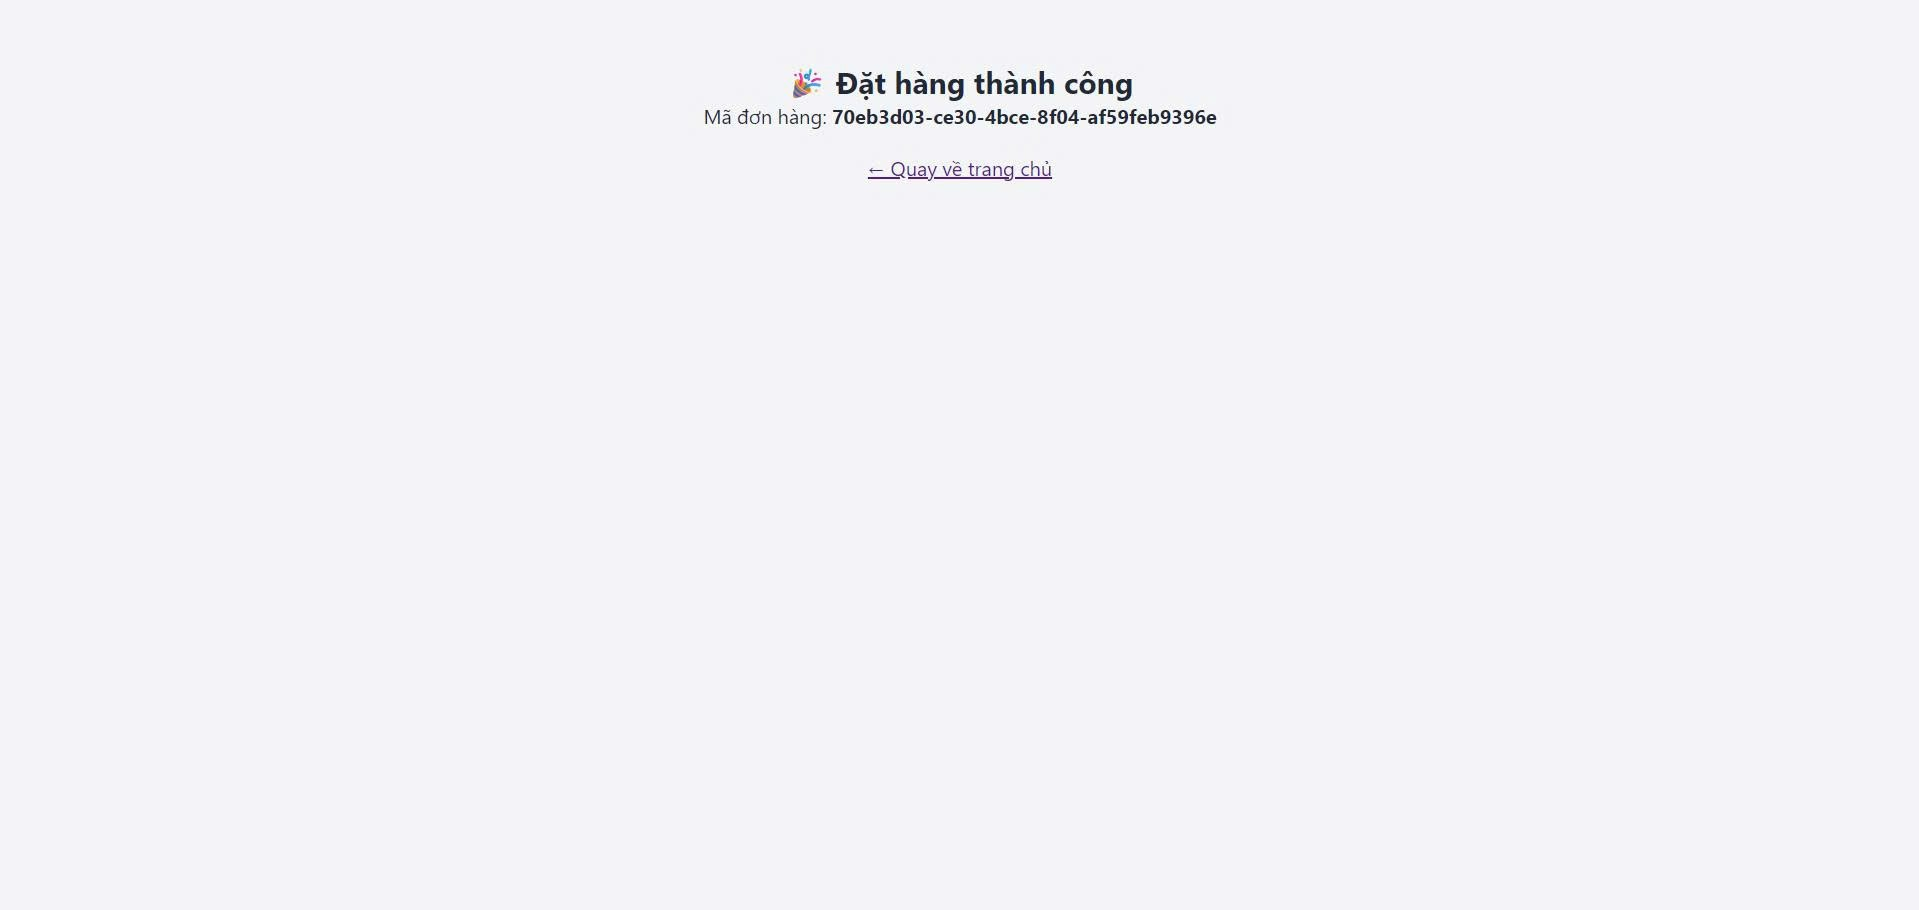 🎉 Đặt hàng thành công
Mã đơn hàng: 70eb3d03-ce30-4bce-8f04-af59feb9396e
← Quay về trang chủ